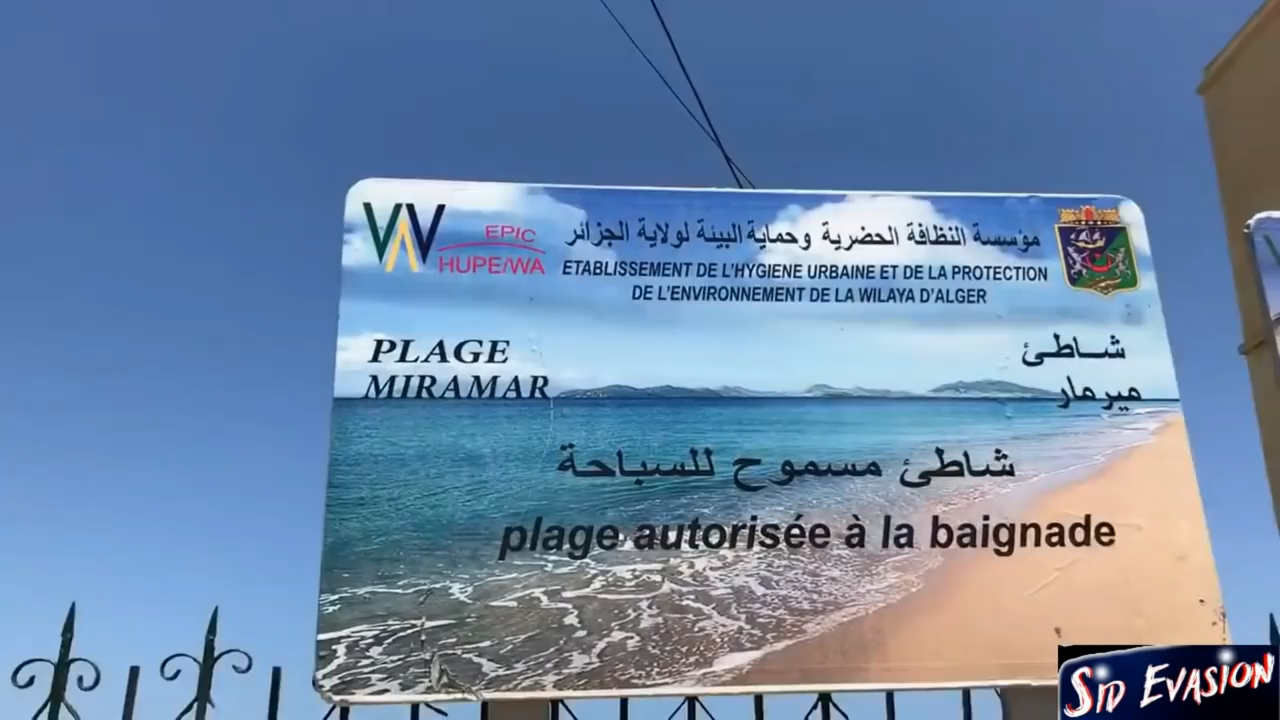 EPIC
HUPE/WA
مؤسسة النظافة الحضرية وحماية البيئة لولاية الجزائر
ETABLISSEMENT DE L'HYGIENE URBAINE ET DE LA PROTECTION
DE L'ENVIRONNEMENT DE LA WILAYA D'ALGER
PLAGE
MIRAMAR
شـاطـئ
ميرمار
شاطئ مسموح للسباحة
plage autorisée à la baignade
SID EVASION